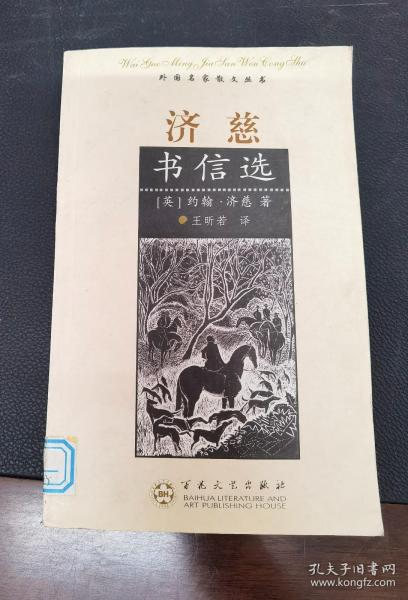 Wai Guo Ming Jia San Wen Cong Shu
外国名家散文丛书
济慈
书信选
[英] 约翰·济慈 著
王昕若 译
BH
百花文艺出版社
BAIHUA LITERATURE AND
ART PUBLISHING HOUSE
孔夫子旧书网
www.kongfz.com